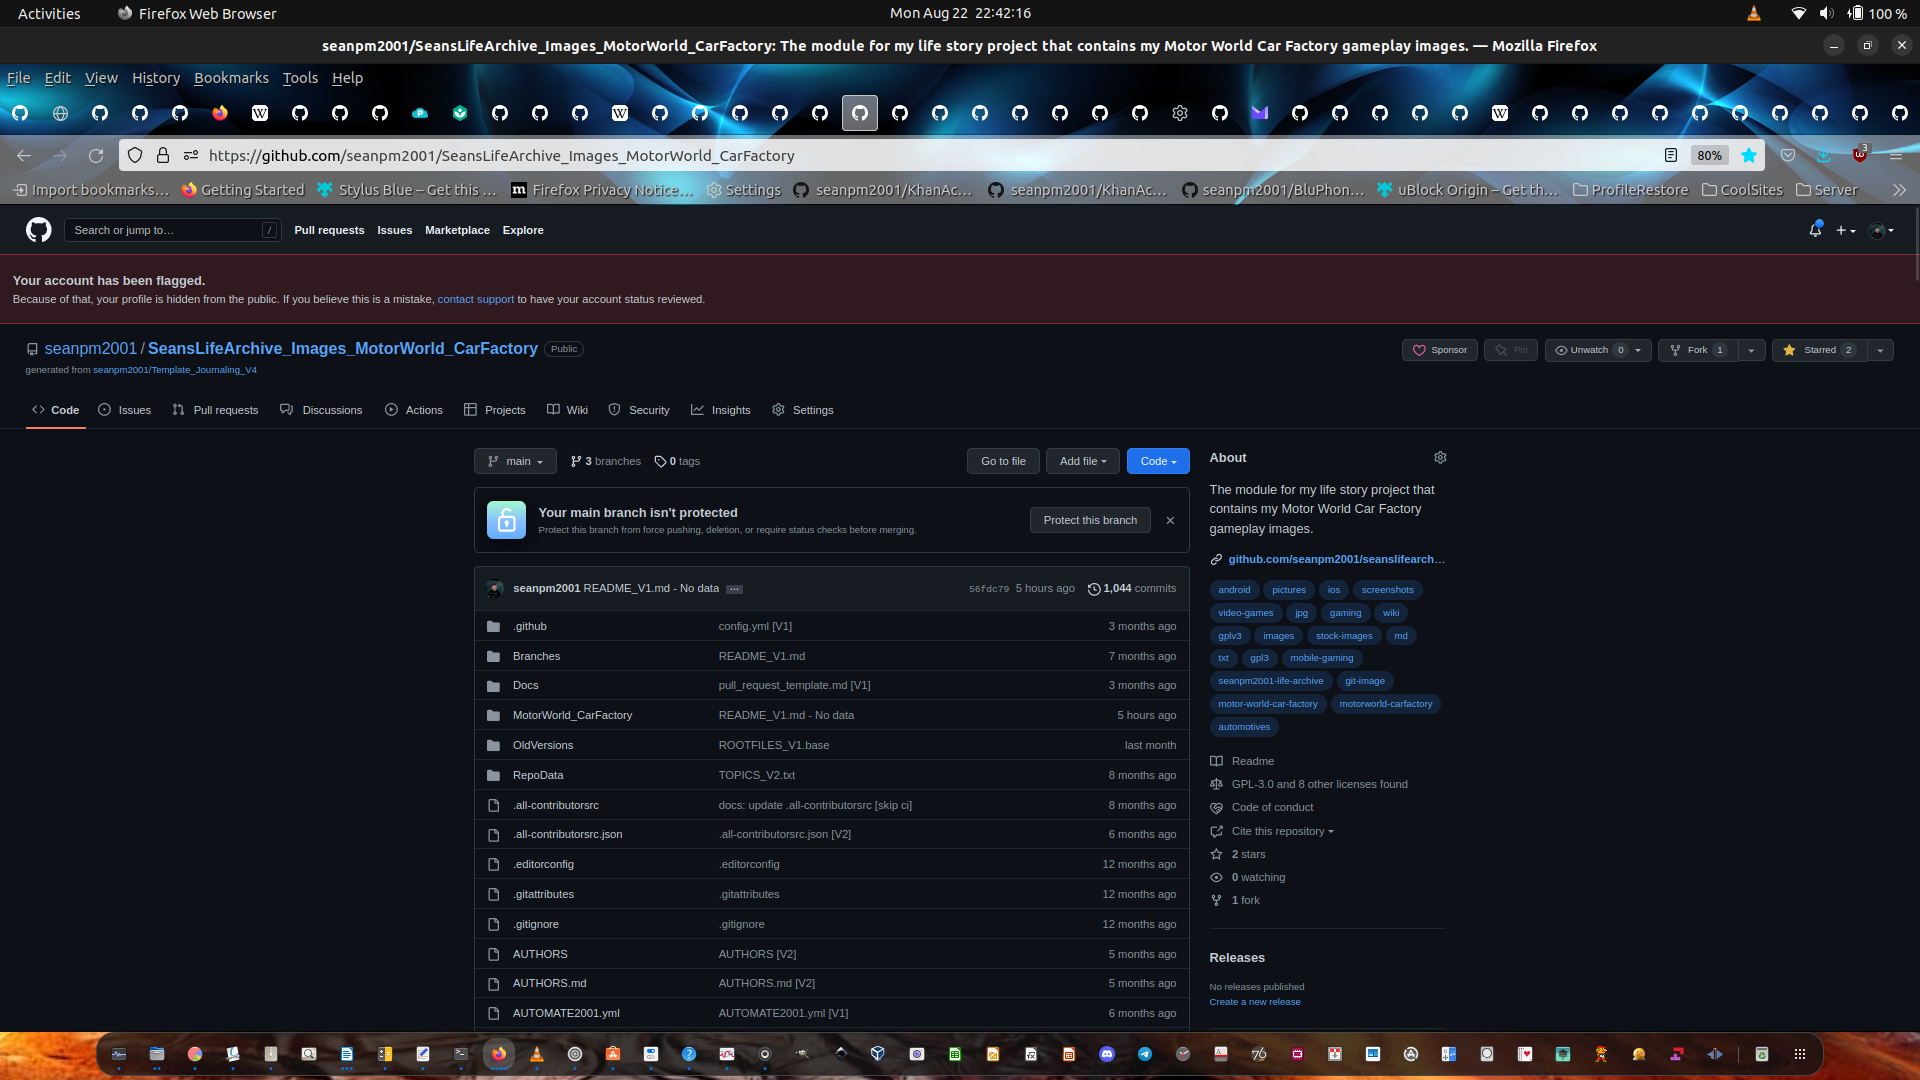 Activities Firefox Web Browser Mon Aug 22 22:42:16 100 %
seanpm2001/SeansLifeArchive_Images_MotorWorld_CarFactory: The module for my life story project that contains my Motor World Car Factory gameplay images. — Mozilla Firefox
File Edit View History Bookmarks Tools Help
https://github.com/seanpm2001/SeansLifeArchive_Images_MotorWorld_CarFactory 80% 3
Import bookmarks… Getting Started Stylus Blue – Get this … Firefox Privacy Notice… Settings seanpm2001/KhanAc… seanpm2001/KhanAc… seanpm2001/BluPhon… uBlock Origin – Get th… ProfileRestore CoolSites Server
Search or jump to… / Pull requests Issues Marketplace Explore
Your account has been flagged.
Because of that, your profile is hidden from the public. If you believe this is a mistake, contact support to have your account status reviewed.
seanpm2001 / SeansLifeArchive_Images_MotorWorld_CarFactory Public
Sponsor Pin Unwatch 0 Fork 1 Starred 2
generated from seanpm2001/Template_Journaling_V4
Code Issues Pull requests Discussions Actions Projects Wiki Security Insights Settings
main 3 branches 0 tags Go to file Add file Code
Your main branch isn't protected
Protect this branch from force pushing, deletion, or require status checks before merging.
Protect this branch
seanpm2001 README_V1.md - No data ... 56fdc79 5 hours ago 1,044 commits
.github config.yml [V1] 3 months ago
Branches README_V1.md 7 months ago
Docs pull_request_template.md [V1] 3 months ago
MotorWorld_CarFactory README_V1.md - No data 5 hours ago
OldVersions ROOTFILES_V1.base last month
RepoData TOPICS_V2.txt 8 months ago
.all-contributorsrc docs: update .all-contributorsrc [skip ci] 8 months ago
.all-contributorsrc.json .all-contributorsrc.json [V2] 6 months ago
.editorconfig .editorconfig 12 months ago
.gitattributes .gitattributes 12 months ago
.gitignore .gitignore 12 months ago
AUTHORS AUTHORS [V2] 5 months ago
AUTHORS.md AUTHORS.md [V2] 5 months ago
AUTOMATE2001.yml AUTOMATE2001.yml [V1] 6 months ago
About
The module for my life story project that
contains my Motor World Car Factory
gameplay images.
github.com/seanpm2001/seanslifearch…
android pictures ios screenshots
video-games jpg gaming wiki
gplv3 images stock-images md
txt gpl3 mobile-gaming
seanpm2001-life-archive git-image
motor-world-car-factory motorworld-carfactory
automotives
Readme
GPL-3.0 and 8 other licenses found
Code of conduct
Cite this repository
2 stars
0 watching
1 fork
Releases
No releases published
Create a new release